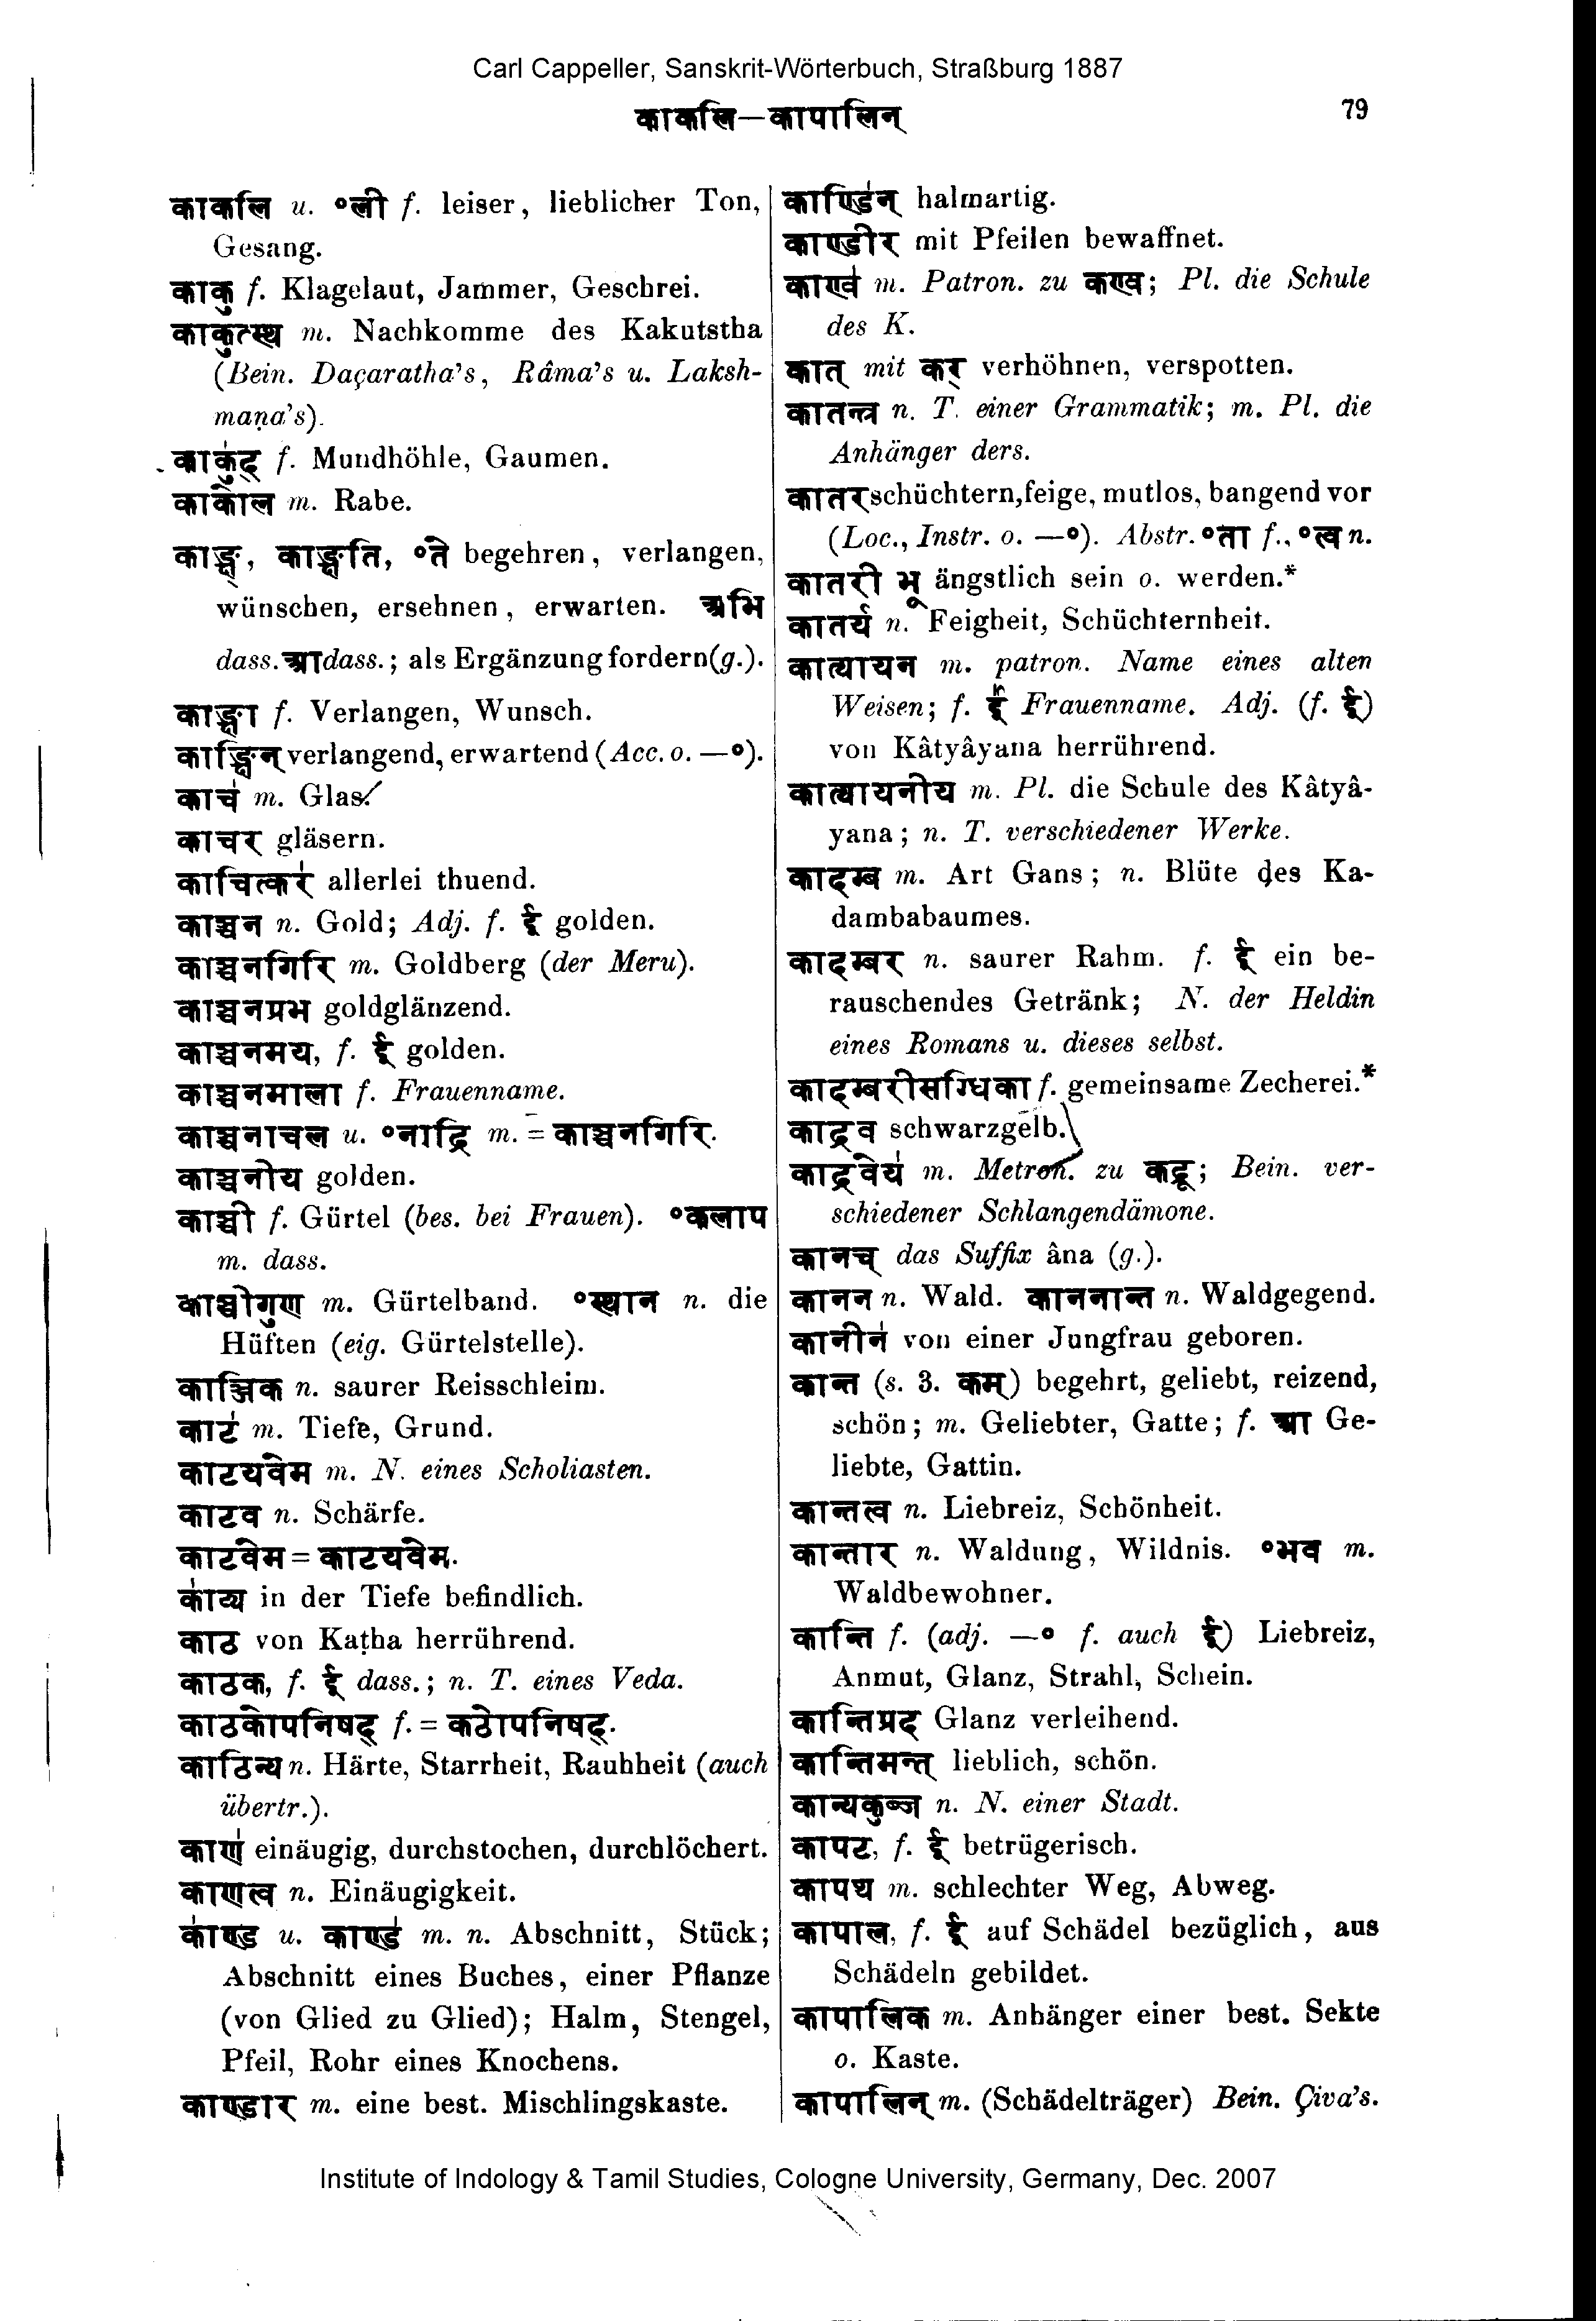 Carl Cappeller, Sanskrit-Wörterbuch, Straßburg 1887
काकलि—कापालिन्
79
काकलि u. °ली f. leiser, lieblicher Ton,
Gesang.
काकु f. Klagelaut, Jammer, Geschrei.
काकुत्स्थ m. Nachkomme des Kakutstha
(Bein. Daçaratha's, Râma's u. Laksh-
maṇa's).
काकु॑द् f. Mundhöhle, Gaumen.
काकोल m. Rabe.
काङ्क्ष्, काङ्क्षति, °ते begehren, verlangen,
wünschen, ersehnen, erwarten. अभि
dass. आ dass.; als Ergänzung fordern (g.).
काङ्क्षा f. Verlangen, Wunsch.
काङ्क्षिन् verlangend, erwartend (Acc. o. —°).
काच॑ m. Glas.
काचर gläsern.
काचित्कर॑ allerlei thuend.
काञ्चन n. Gold; Adj. f. ई golden.
काञ्चनगिरि m. Goldberg (der Meru).
काञ्चनप्रभ goldglänzend.
काञ्चनमय, f. ई golden.
काञ्चनमाला f. Frauenname.
काञ्चनाचल u. °नाद्रि m. = काञ्चनगिरि.
काञ्चनीय golden.
काञ्ची f. Gürtel (bes. bei Frauen). °कलाप
m. dass.
काञ्चीगुण m. Gürtelband. °स्थान n. die
Hüften (eig. Gürtelstelle).
काञ्जिक n. saurer Reisschleim.
काट॑ m. Tiefe, Grund.
काटयवेम m. N. eines Scholiasten.
काटव n. Schärfe.
काटवेम = काटयवेम.
का॑ट्य in der Tiefe befindlich.
काठ von Kaṭha herrührend.
काठक, f. ई dass.; n. T. eines Veda.
काठकोपनिषद् f. = कठोपनिषद्.
काठिन्य n. Härte, Starrheit, Rauhheit (auch
übertr.).
काण॑ einäugig, durchstochen, durchlöchert.
काणत्व n. Einäugigkeit.
का॑ण्ड u. काण्ड॑ m. n. Abschnitt, Stück;
Abschnitt eines Buches, einer Pflanze
(von Glied zu Glied); Halm, Stengel,
Pfeil, Rohr eines Knochens.
काण्डार m. eine best. Mischlingskaste.
काण्डि॑न् halmartig.
काण्डीर mit Pfeilen bewaffnet.
काण्व॑ m. Patron. zu कण्व; Pl. die Schule
des K.
कात् mit कर् verhöhnen, verspotten.
कातन्त्र n. T. einer Grammatik; m. Pl. die
Anhänger ders.
कातर schüchtern, feige, mutlos, bangend vor
(Loc., Instr. o. —°). Abstr. °ता f., °त्व n.
कातरी भू ängstlich sein o. werden.*
कातर्य n. Feigheit, Schüchternheit.
कात्यायन m. patron. Name eines alten
Weisen; f. ई Frauenname. Adj. (f. ई)
von Kâtyâyana herrührend.
कात्यायनीय m. Pl. die Schule des Kâtyâ-
yana; n. T. verschiedener Werke.
कादम्ब m. Art Gans; n. Blüte des Ka-
dambabaumes.
कादम्बर n. saurer Rahm. f. ई ein be-
rauschendes Getränk; N. der Heldin
eines Romans u. dieses selbst.
कादम्बरीसग्धिका f. gemeinsame Zecherei.*
काद्रव schwarzgelb.
काद्रवेय॑ m. Metron. zu कद्रू; Bein. ver-
schiedener Schlangendämone.
कानच् das Suffix âna (g.).
कानन n. Wald. काननान्त n. Waldgegend.
कानीन॑ von einer Jungfrau geboren.
कान्त (s. 3. कम्) begehrt, geliebt, reizend,
schön; m. Geliebter, Gatte; f. आ Ge-
liebte, Gattin.
कान्तत्व n. Liebreiz, Schönheit.
कान्तार n. Waldung, Wildnis. °भव m.
Waldbewohner.
कान्ति f. (adj. —° f. auch ई) Liebreiz,
Anmut, Glanz, Strahl, Schein.
कान्तिप्रद Glanz verleihend.
कान्तिमन्त् lieblich, schön.
कान्यकुब्ज n. N. einer Stadt.
कापट, f. ई betrügerisch.
कापथ m. schlechter Weg, Abweg.
कापाल, f. ई auf Schädel bezüglich, aus
Schädeln gebildet.
कापालिक m. Anhänger einer best. Sekte
o. Kaste.
कापालिन् m. (Schädelträger) Bein. Çiva's.
Institute of Indology & Tamil Studies, Cologne University, Germany, Dec. 2007